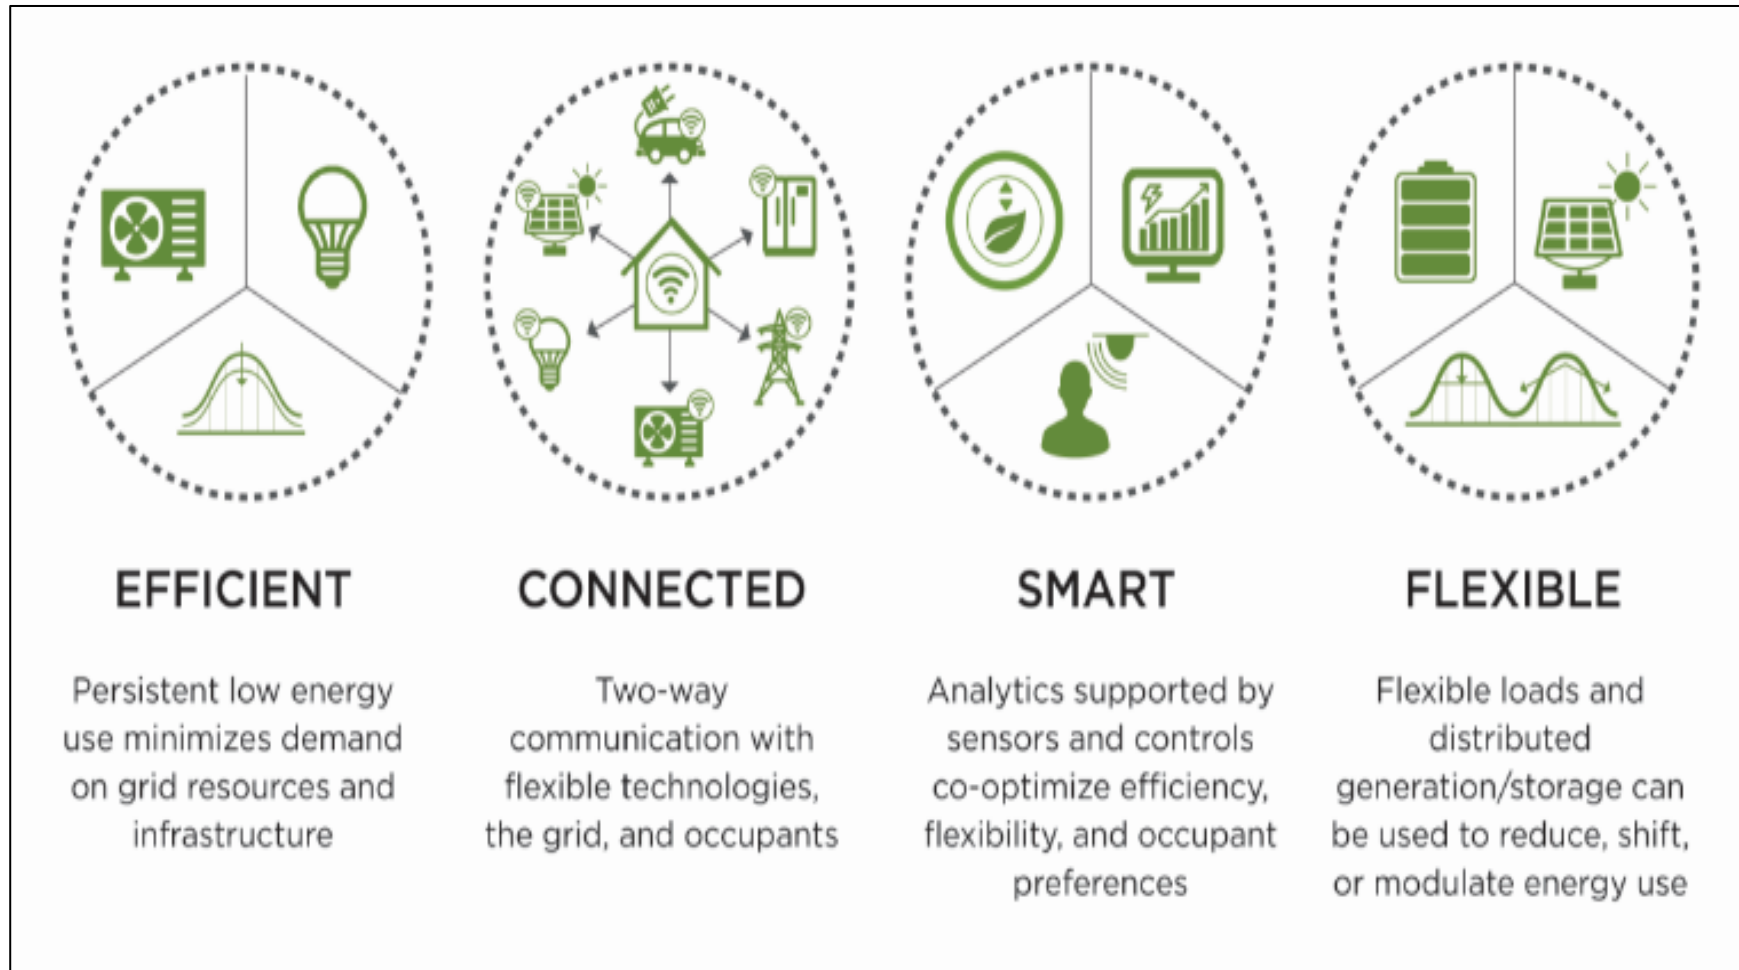 EFFICIENT
Persistent low energy
use minimizes demand
on grid resources and
infrastructure
CONNECTED
Two-way
communication with
flexible technologies,
the grid, and occupants
SMART
Analytics supported by
sensors and controls
co-optimize efficiency,
flexibility, and occupant
preferences
FLEXIBLE
Flexible loads and
distributed
generation/storage can
be used to reduce, shift,
or modulate energy use